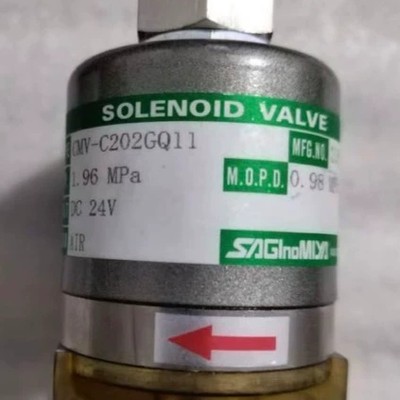 SOLENOID VALVE
CMV-C202GQ11 MFG.NO.
1.96 MPa M.O.P.D. 0.98
DC 24V
AIR SAGInoMIYA